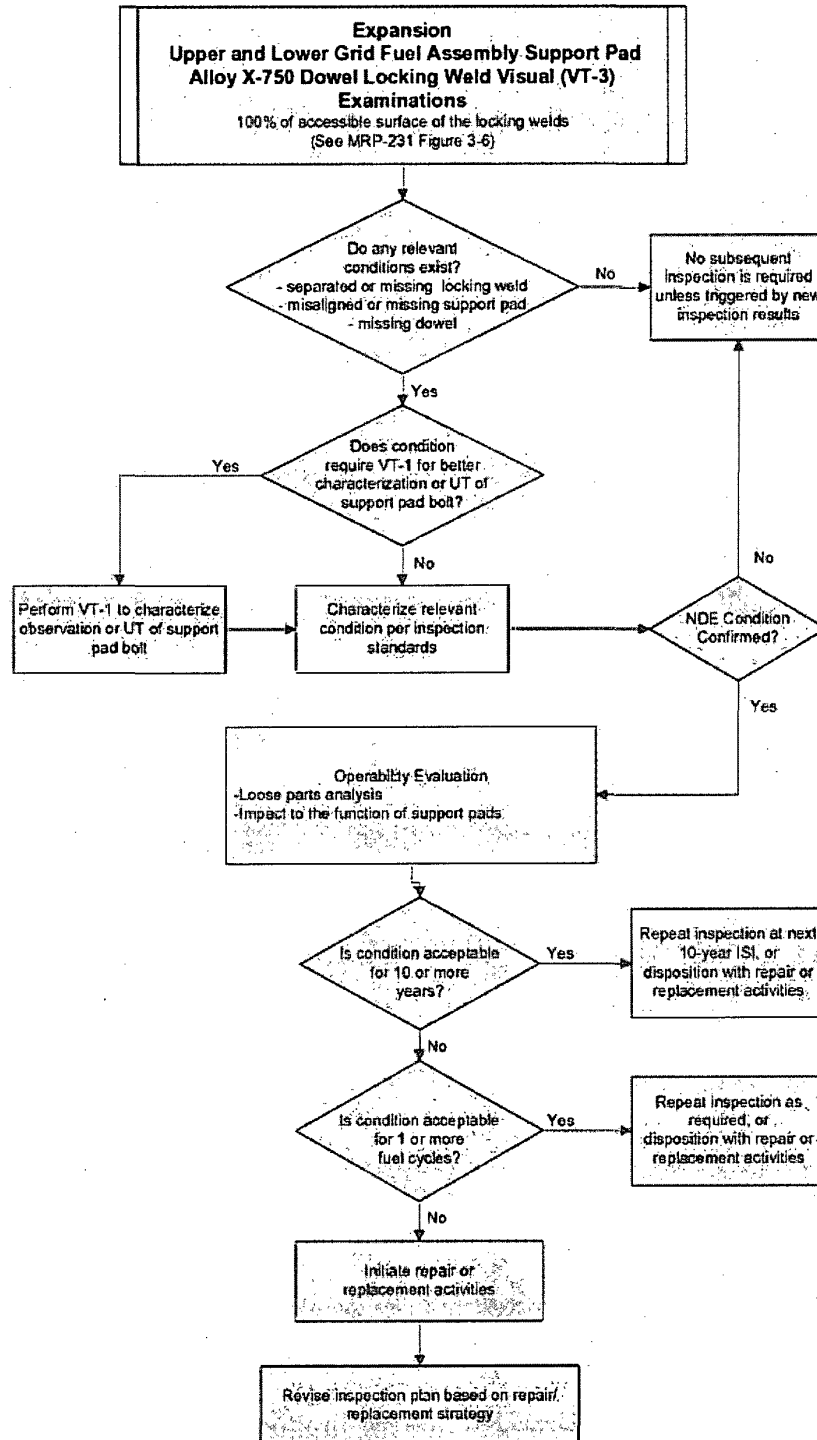 Expansion
Upper and Lower Grid Fuel Assembly Support Pad
Alloy X-750 Dowel Locking Weld Visual (VT-3)
Examinations
100% of accessible surface of the locking welds
(See MRP-231 Figure 3-6)
Do any relevant
conditions exist?
- separated or missing locking weld
- misaligned or missing support pad
- missing dowel
No
No subsequent
inspection is required
unless triggered by new
inspection results
Yes
Does condition
require VT-1 for better
characterization or UT of
support pad bolt?
Yes
No
Perform VT-1 to characterize
observation or UT of support
pad bolt
Characterize relevant
condition per inspection
standards
No
NDE Condition
Confirmed?
Yes
Operability Evaluation
-Loose parts analysis
-Impact to the function of support pads
Is condition acceptable
for 10 or more
years?
Yes
Repeat inspection at next
10-year ISI, or
disposition with repair or
replacement activities
No
Is condition acceptable
for 1 or more
fuel cycles?
Yes
Repeat inspection as
required, or
disposition with repair or
replacement activities
No
Initiate repair or
replacement activities
Revise inspection plan based on repair/
replacement strategy